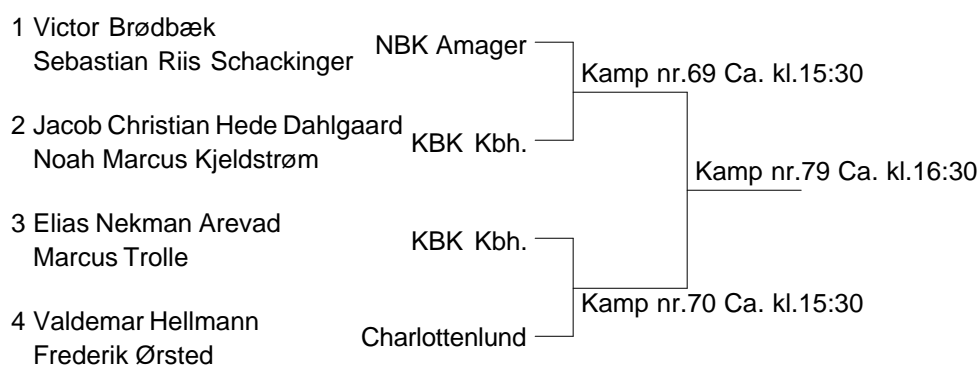 1 Victor Brødbæk
Sebastian Riis Schackinger
NBK Amager
Kamp nr.69 Ca. kl.15:30
2 Jacob Christian Hede Dahlgaard
Noah Marcus Kjeldstrøm
KBK Kbh.
Kamp nr.79 Ca. kl.16:30
3 Elias Nekman Arevad
Marcus Trolle
KBK Kbh.
Kamp nr.70 Ca. kl.15:30
4 Valdemar Hellmann
Frederik Ørsted
Charlottenlund